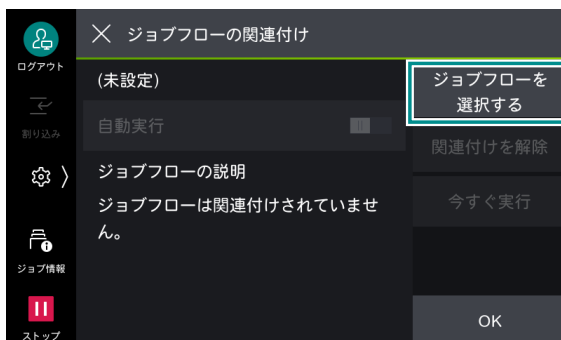 ジョブフローの関連付け
ログアウト
割り込み
ジョブ情報
ストップ
(未設定)
自動実行
ジョブフローの説明
ジョブフローは関連付けされていませ
ん。
ジョブフローを
選択する
関連付けを解除
今すぐ実行
OK